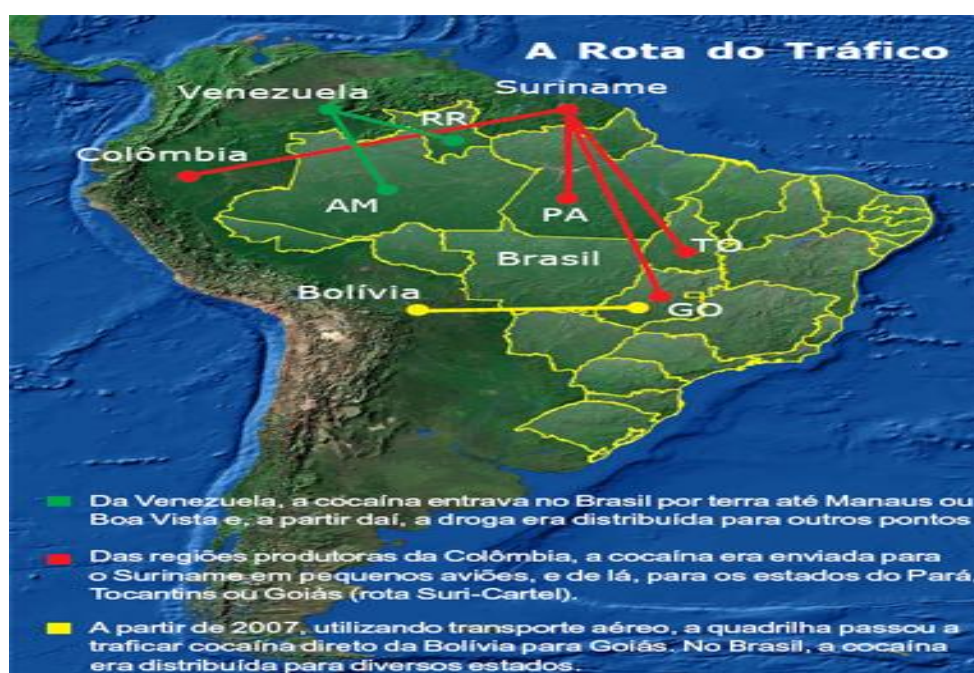 A Rota do Tráfico
Venezuela
Suriname
RR
Colômbia
AM
PA
TO
Brasil
Bolívia
GO
Da Venezuela, a cocaína entrava no Brasil por terra até Manaus ou
Boa Vista e, a partir daí, a droga era distribuída para outros pontos
Das regiões produtoras da Colômbia, a cocaína era enviada para
o Suriname em pequenos aviões, e de lá, para os estados do Pará,
Tocantins ou Goiás (rota Suri-Cartel).
A partir de 2007, utilizando transporte aéreo, a quadrilha passou a
traficar cocaína direto da Bolívia para Goiás. No Brasil, a cocaína
era distribuída para diversos estados.